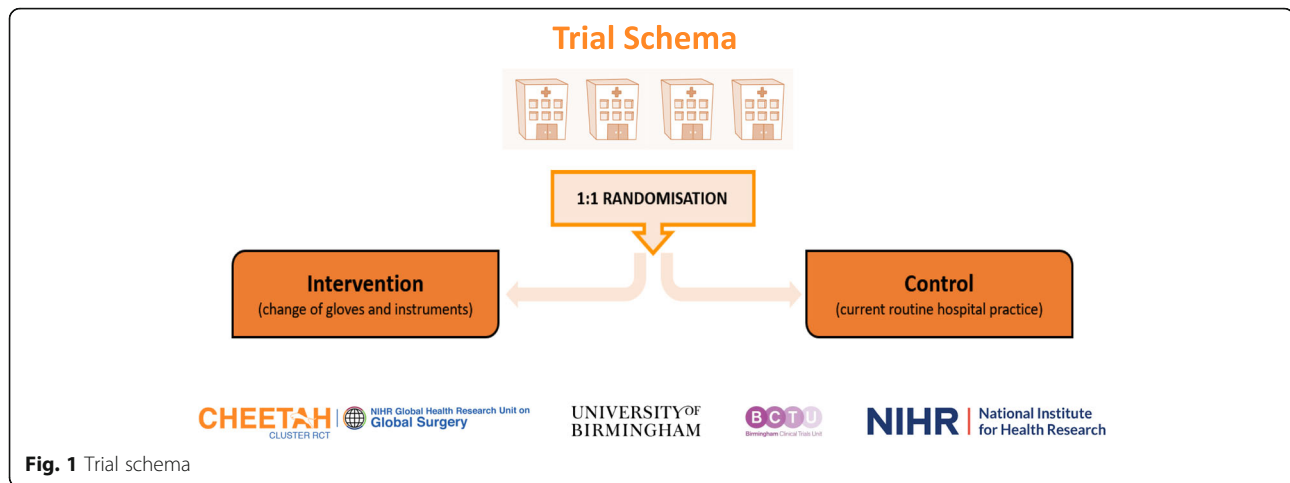 Trial Schema
1:1 RANDOMISATION
Intervention
(change of gloves and instruments)
Control
(current routine hospital practice)
CHEETAH
CLUSTER RCT
NIHR Global Health Research Unit on
Global Surgery
UNIVERSITY OF
BIRMINGHAM
BCTU
Birmingham Clinical Trials Unit
NIHR
National Institute
for Health Research
Fig. 1 Trial schema